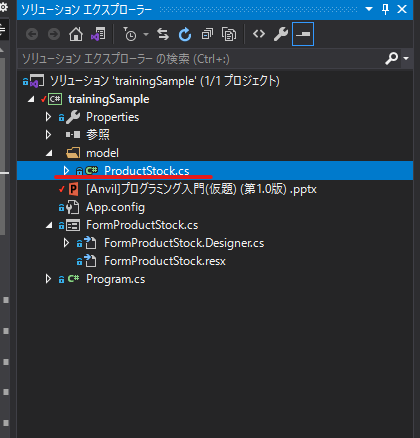 ソリューション エクスプローラー
ソリューション エクスプローラー の検索 (Ctrl+;)
ソリューション 'trainingSample' (1/1 プロジェクト)
C# trainingSample
Properties
参照
model
C# ProductStock.cs
[Anvil]プログラミング入門(仮題) (第1.0版) .pptx
App.config
FormProductStock.cs
FormProductStock.Designer.cs
FormProductStock.resx
C# Program.cs